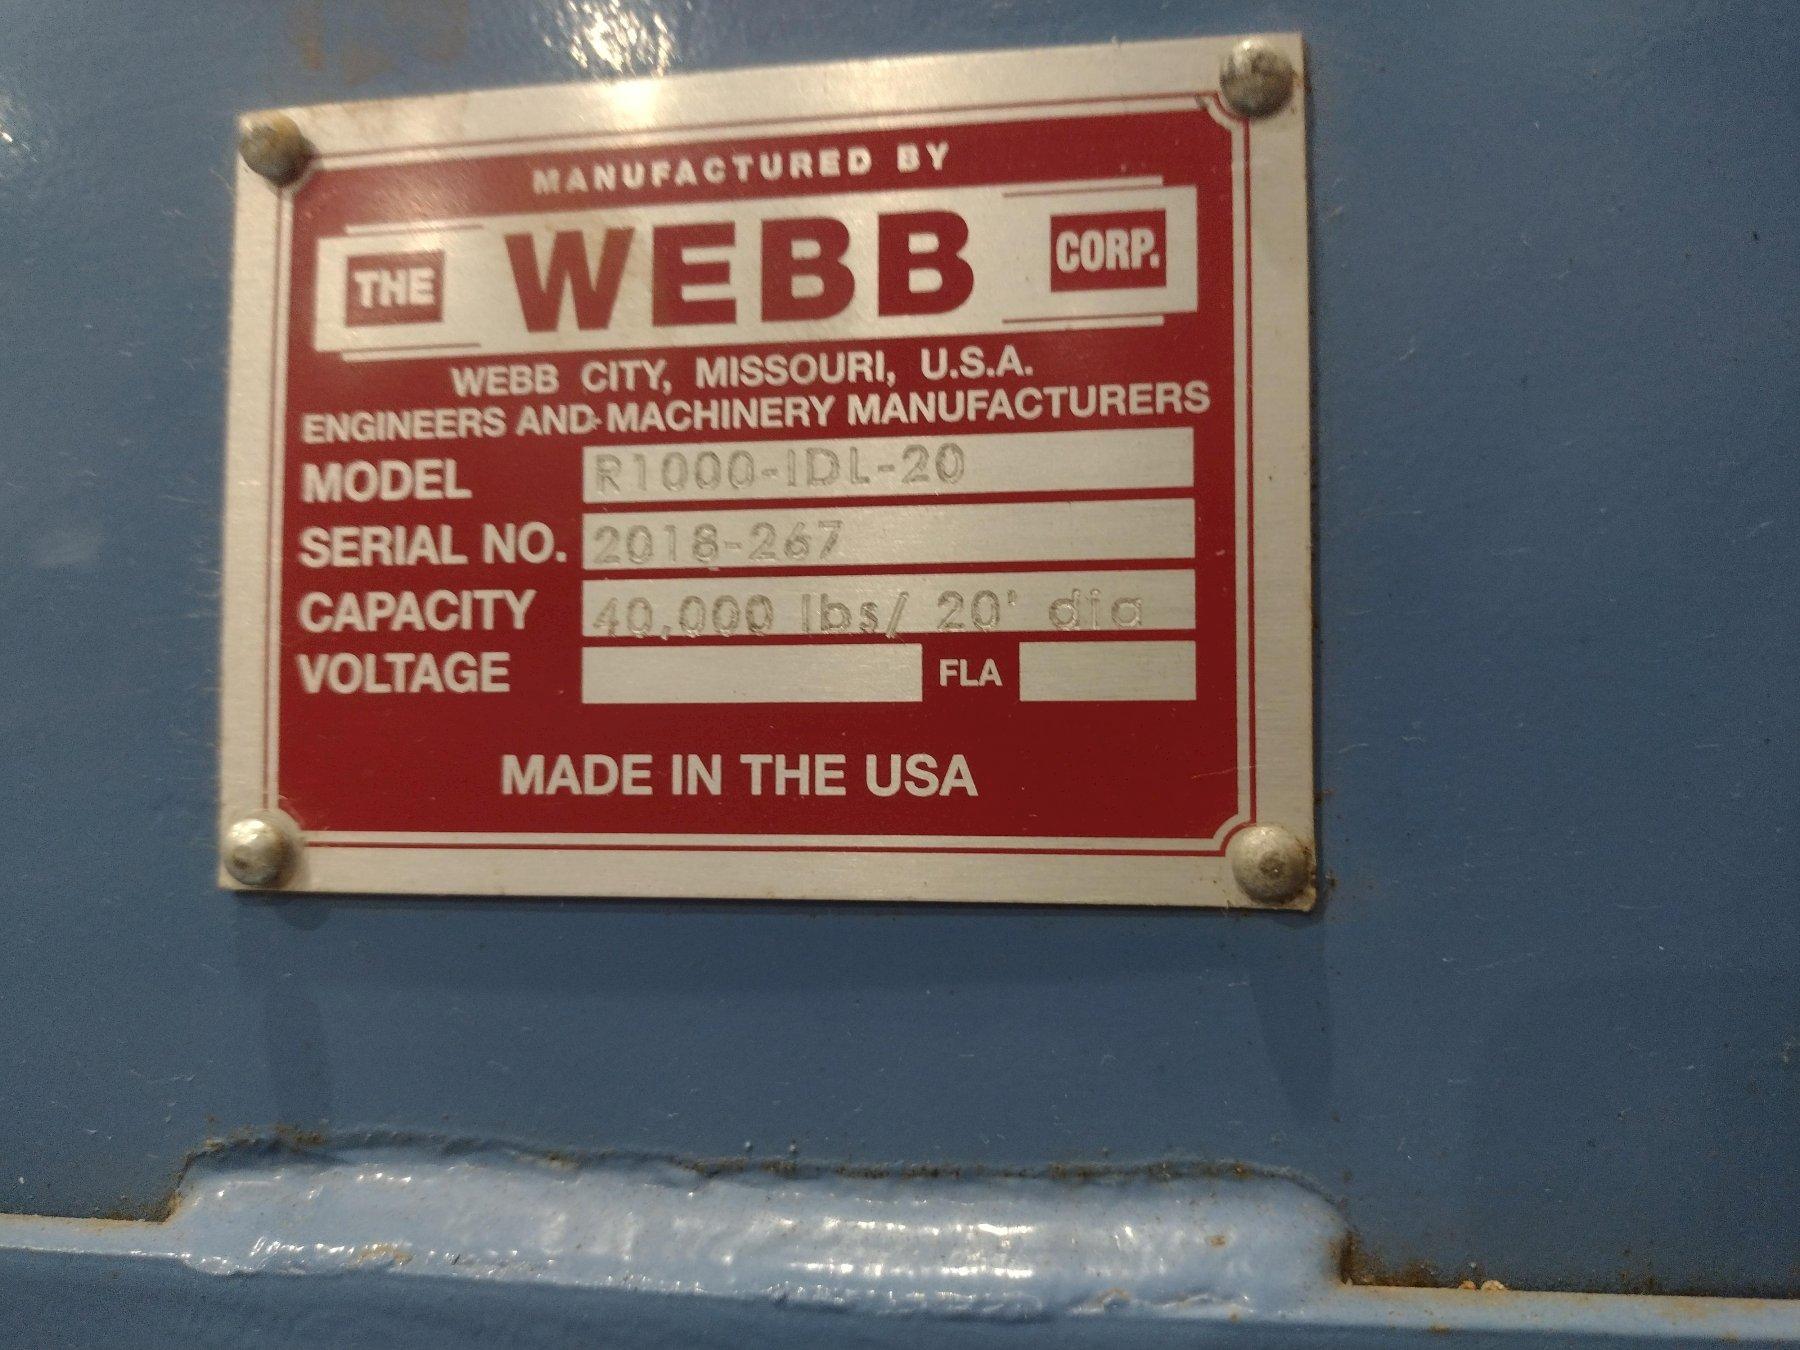 MANUFACTURED BY
THE WEBB CORP.
WEBB CITY, MISSOURI, U.S.A.
ENGINEERS AND MACHINERY MANUFACTURERS
MODEL R1000-IDL-20
SERIAL NO. 2018-267
CAPACITY 40,000 lbs/ 20' dia
VOLTAGE FLA
MADE IN THE USA